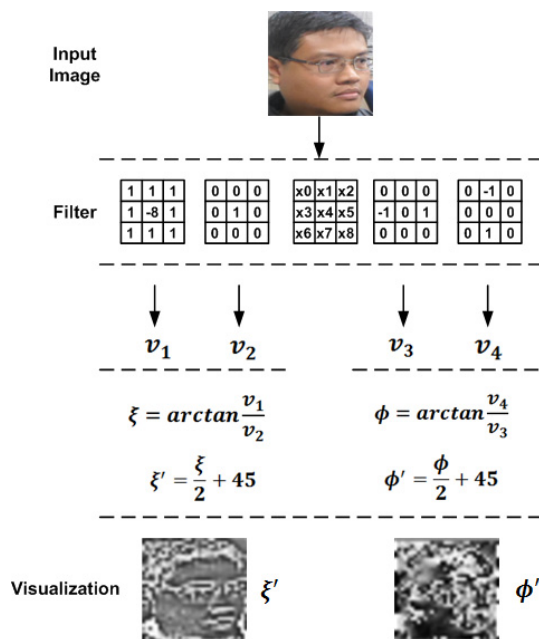 Input
Image
Filter
1 1 1 0 0 0 x0 x1 x2 0 0 0 0 -1 0
1 -8 1 0 1 0 x3 x4 x5 -1 0 1 0 0 0
1 1 1 0 0 0 x6 x7 x8 0 0 0 0 1 0
v₁ v₂ v₃ v₄
ξ = arctan v₁/v₂ ϕ = arctan v₄/v₃
ξ′ = ξ/2 + 45 ϕ′ = ϕ/2 + 45
Visualization ξ′ ϕ′